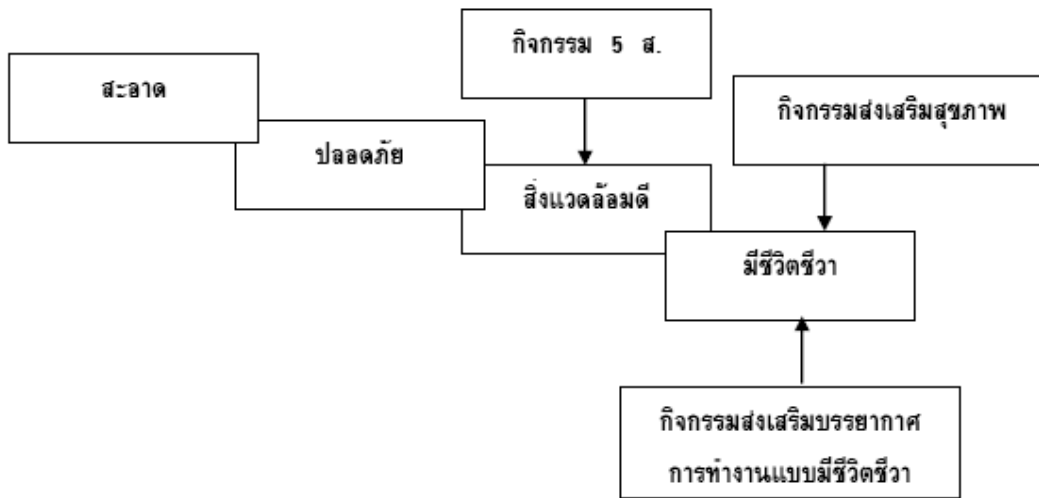 กิจกรรม 5 ส.
สะอาด
กิจกรรมส่งเสริมสุขภาพ
ปลอดภัย
สิ่งแวดล้อมดี
มีชีวิตชีวา
กิจกรรมส่งเสริมบรรยากาศ
การทำงานแบบมีชีวิตชีวา